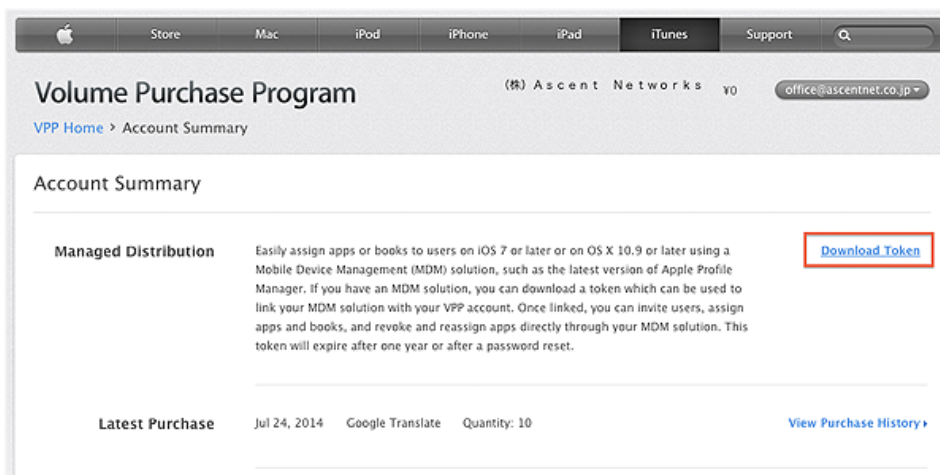 Store Mac iPod iPhone iPad iTunes Support
Volume Purchase Program
(株) Ａｓｃｅｎｔ　Ｎｅｔｗｏｒｋｓ ¥0 office@ascentnet.co.jp
VPP Home > Account Summary
Account Summary
Managed Distribution
Easily assign apps or books to users on iOS 7 or later or on OS X 10.9 or later using a
Mobile Device Management (MDM) solution, such as the latest version of Apple Profile
Manager. If you have an MDM solution, you can download a token which can be used to
link your MDM solution with your VPP account. Once linked, you can invite users, assign
apps and books, and revoke and reassign apps directly through your MDM solution. This
token will expire after one year or after a password reset.
Download Token
Latest Purchase Jul 24, 2014 Google Translate Quantity: 10 View Purchase History